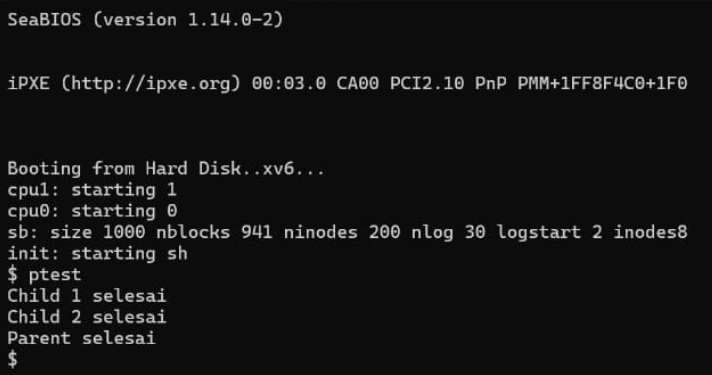 SeaBIOS (version 1.14.0-2)
iPXE (http://ipxe.org) 00:03.0 CA00 PCI2.10 PnP PMM+1FF8F4C0+1F0
Booting from Hard Disk..xv6...
cpu1: starting 1
cpu0: starting 0
sb: size 1000 nblocks 941 ninodes 200 nlog 30 logstart 2 inodes8
init: starting sh
$ ptest
Child 1 selesai
Child 2 selesai
Parent selesai
$